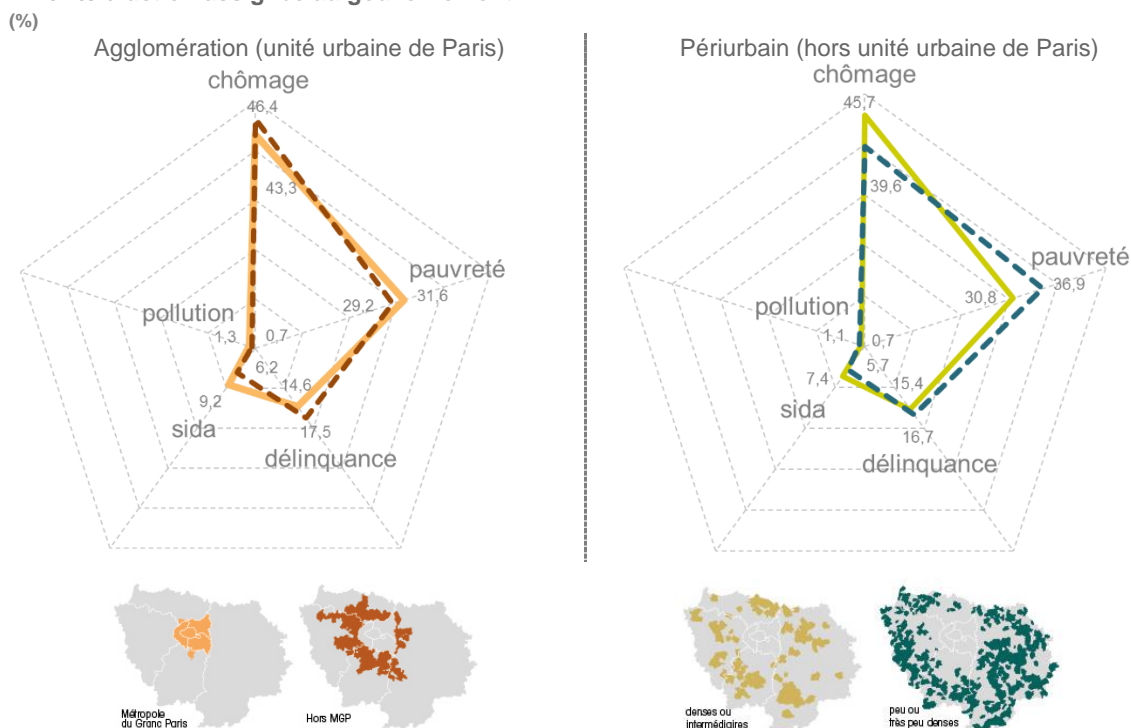 (%)
Agglomération (unité urbaine de Paris)
chômage
46,4
43,3
pauvreté
31,6
29,2
pollution
1,3
0,7
6,2
14,6
9,2
sida
17,5
délinquance
Métropole
du Granc Paris
Hors MGP
Périurbain (hors unité urbaine de Paris)
chômage
45,7
39,6
pauvreté
36,9
30,8
pollution
1,1
0,7
5,7
7,4
15,4
sida
16,7
délinquance
denses ou
intermédiaires
peu ou
très peu denses